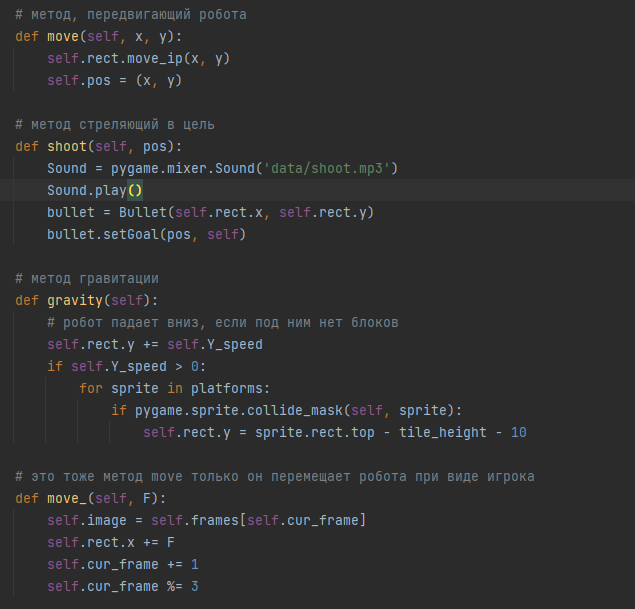 # метод, передвигающий робота
def move(self, x, y):
    self.rect.move_ip(x, y)
    self.pos = (x, y)

# метод стреляющий в цель
def shoot(self, pos):
    Sound = pygame.mixer.Sound('data/shoot.mp3')
    Sound.play()
    bullet = Bullet(self.rect.x, self.rect.y)
    bullet.setGoal(pos, self)

# метод гравитации
def gravity(self):
    # робот падает вниз, если под ним нет блоков
    self.rect.y += self.Y_speed
    if self.Y_speed > 0:
        for sprite in platforms:
            if pygame.sprite.collide_mask(self, sprite):
                self.rect.y = sprite.rect.top - tile_height - 10

# это тоже метод move только он перемещает робота при виде игрока
def move_(self, F):
    self.image = self.frames[self.cur_frame]
    self.rect.x += F
    self.cur_frame += 1
    self.cur_frame %= 3